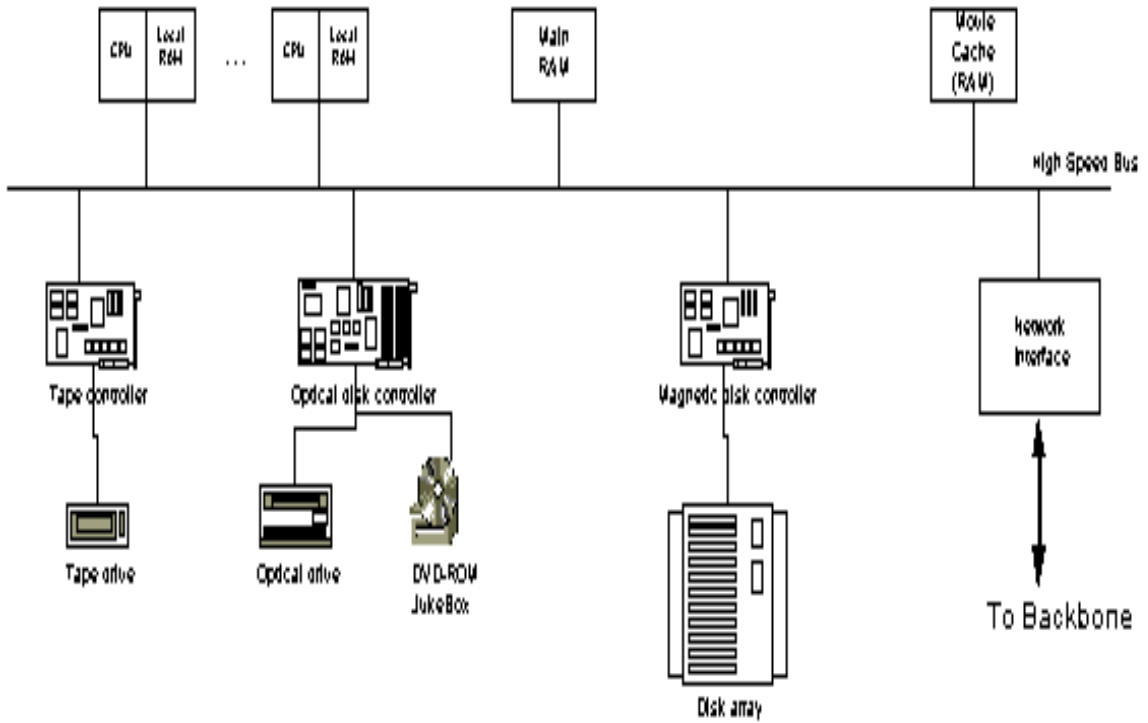 CPU
Local
RAM
...
CPU
Local
RAM
Main
RAM
Movie
Cache
(RAM)
High Speed Bus
Tape controller
Optical disk controller
Magnetic disk controller
Network
Interface
Tape drive
Optical drive
DVD-ROM
JukeBox
Disk array
To Backbone